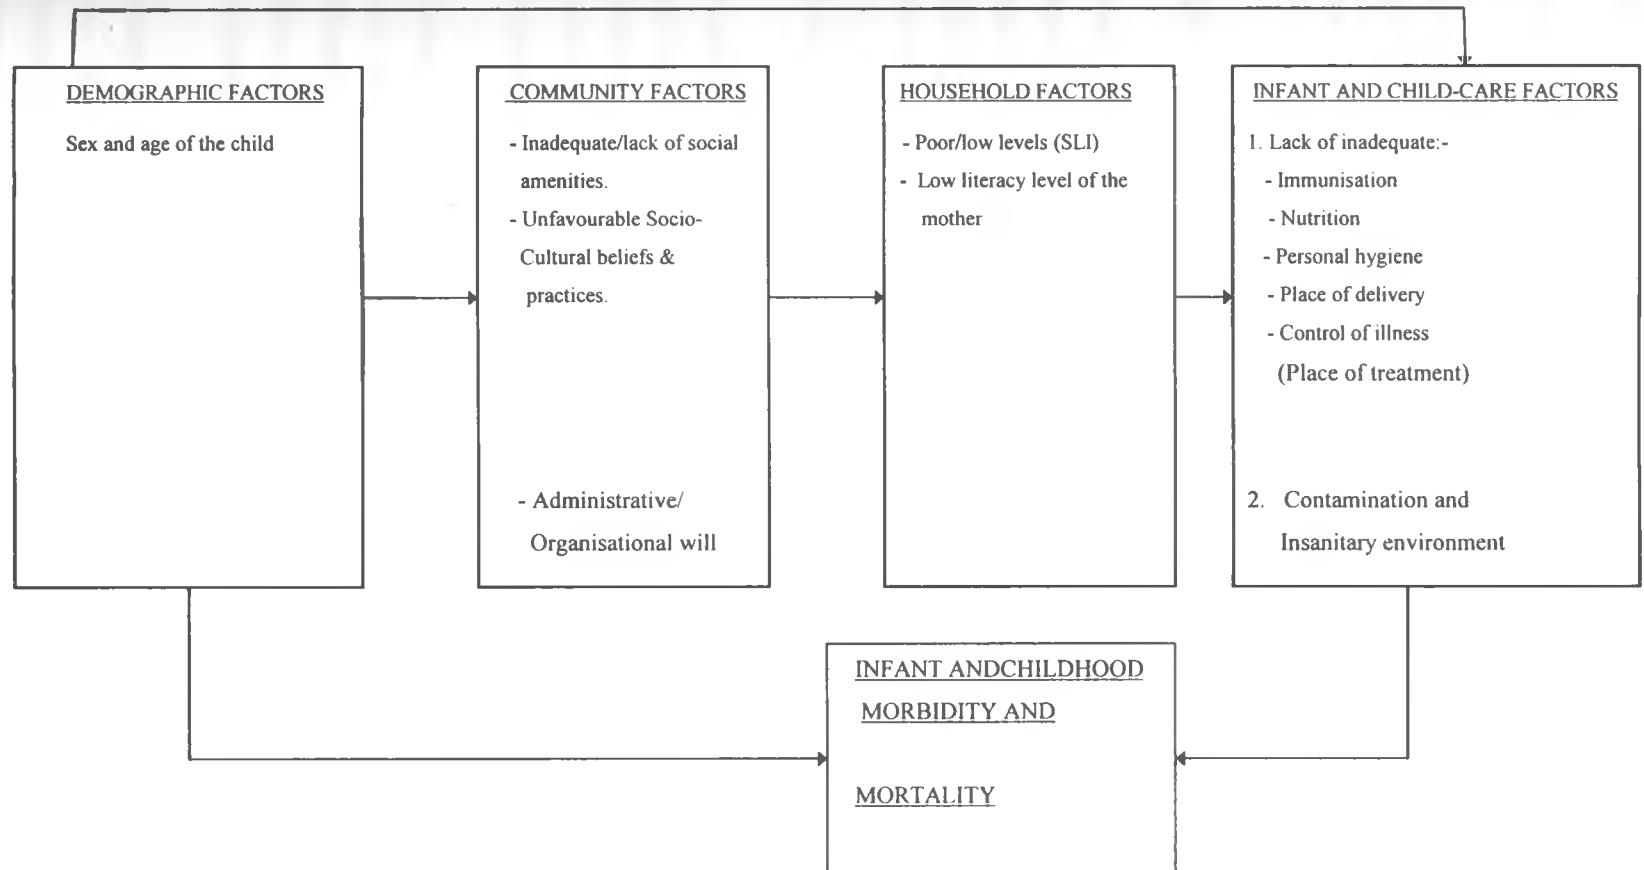 DEMOGRAPHIC FACTORS
Sex and age of the child
COMMUNITY FACTORS
- Inadequate/lack of social
amenities.
- Unfavourable Socio-
Cultural beliefs &
practices.
- Administrative/
Organisational will
HOUSEHOLD FACTORS
- Poor/low levels (SLI)
- Low literacy level of the
mother
INFANT AND CHILD-CARE FACTORS
1. Lack of inadequate:-
- Immunisation
- Nutrition
- Personal hygiene
- Place of delivery
- Control of illness
(Place of treatment)
2. Contamination and
Insanitary environment
INFANT ANDCHILDHOOD
MORBIDITY AND
MORTALITY